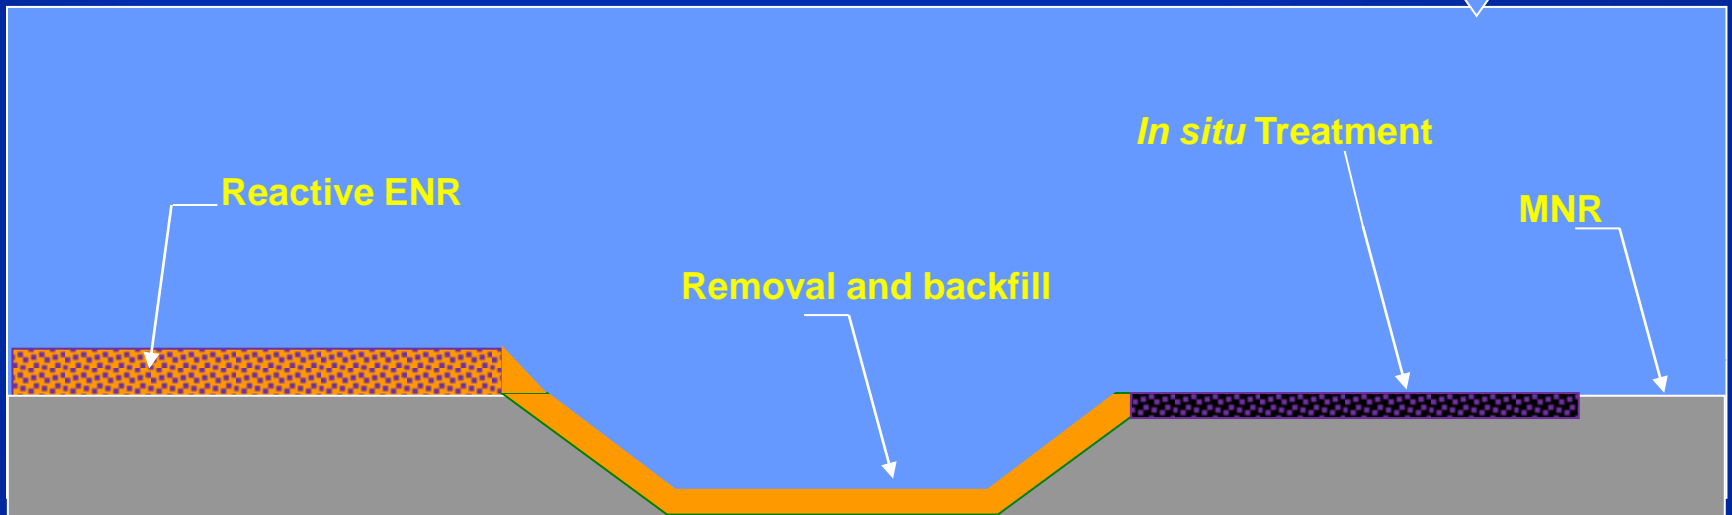 In situ Treatment
Reactive ENR
MNR
Removal and backfill